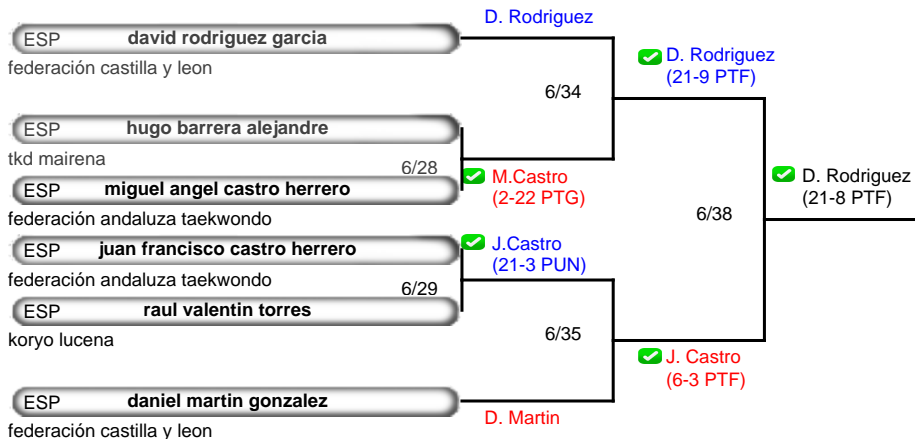 D. Rodriguez
ESP david rodriguez garcia
federación castilla y leon
D. Rodriguez
(21-9 PTF)
6/34
ESP hugo barrera alejandre
tkd mairena
6/28
M.Castro
(2-22 PTG)
ESP miguel angel castro herrero
federación andaluza taekwondo
D. Rodriguez
(21-8 PTF)
6/38
ESP juan francisco castro herrero
federación andaluza taekwondo
J.Castro
(21-3 PUN)
6/29
ESP raul valentin torres
koryo lucena
6/35
J. Castro
(6-3 PTF)
ESP daniel martin gonzalez
federación castilla y leon
D. Martin